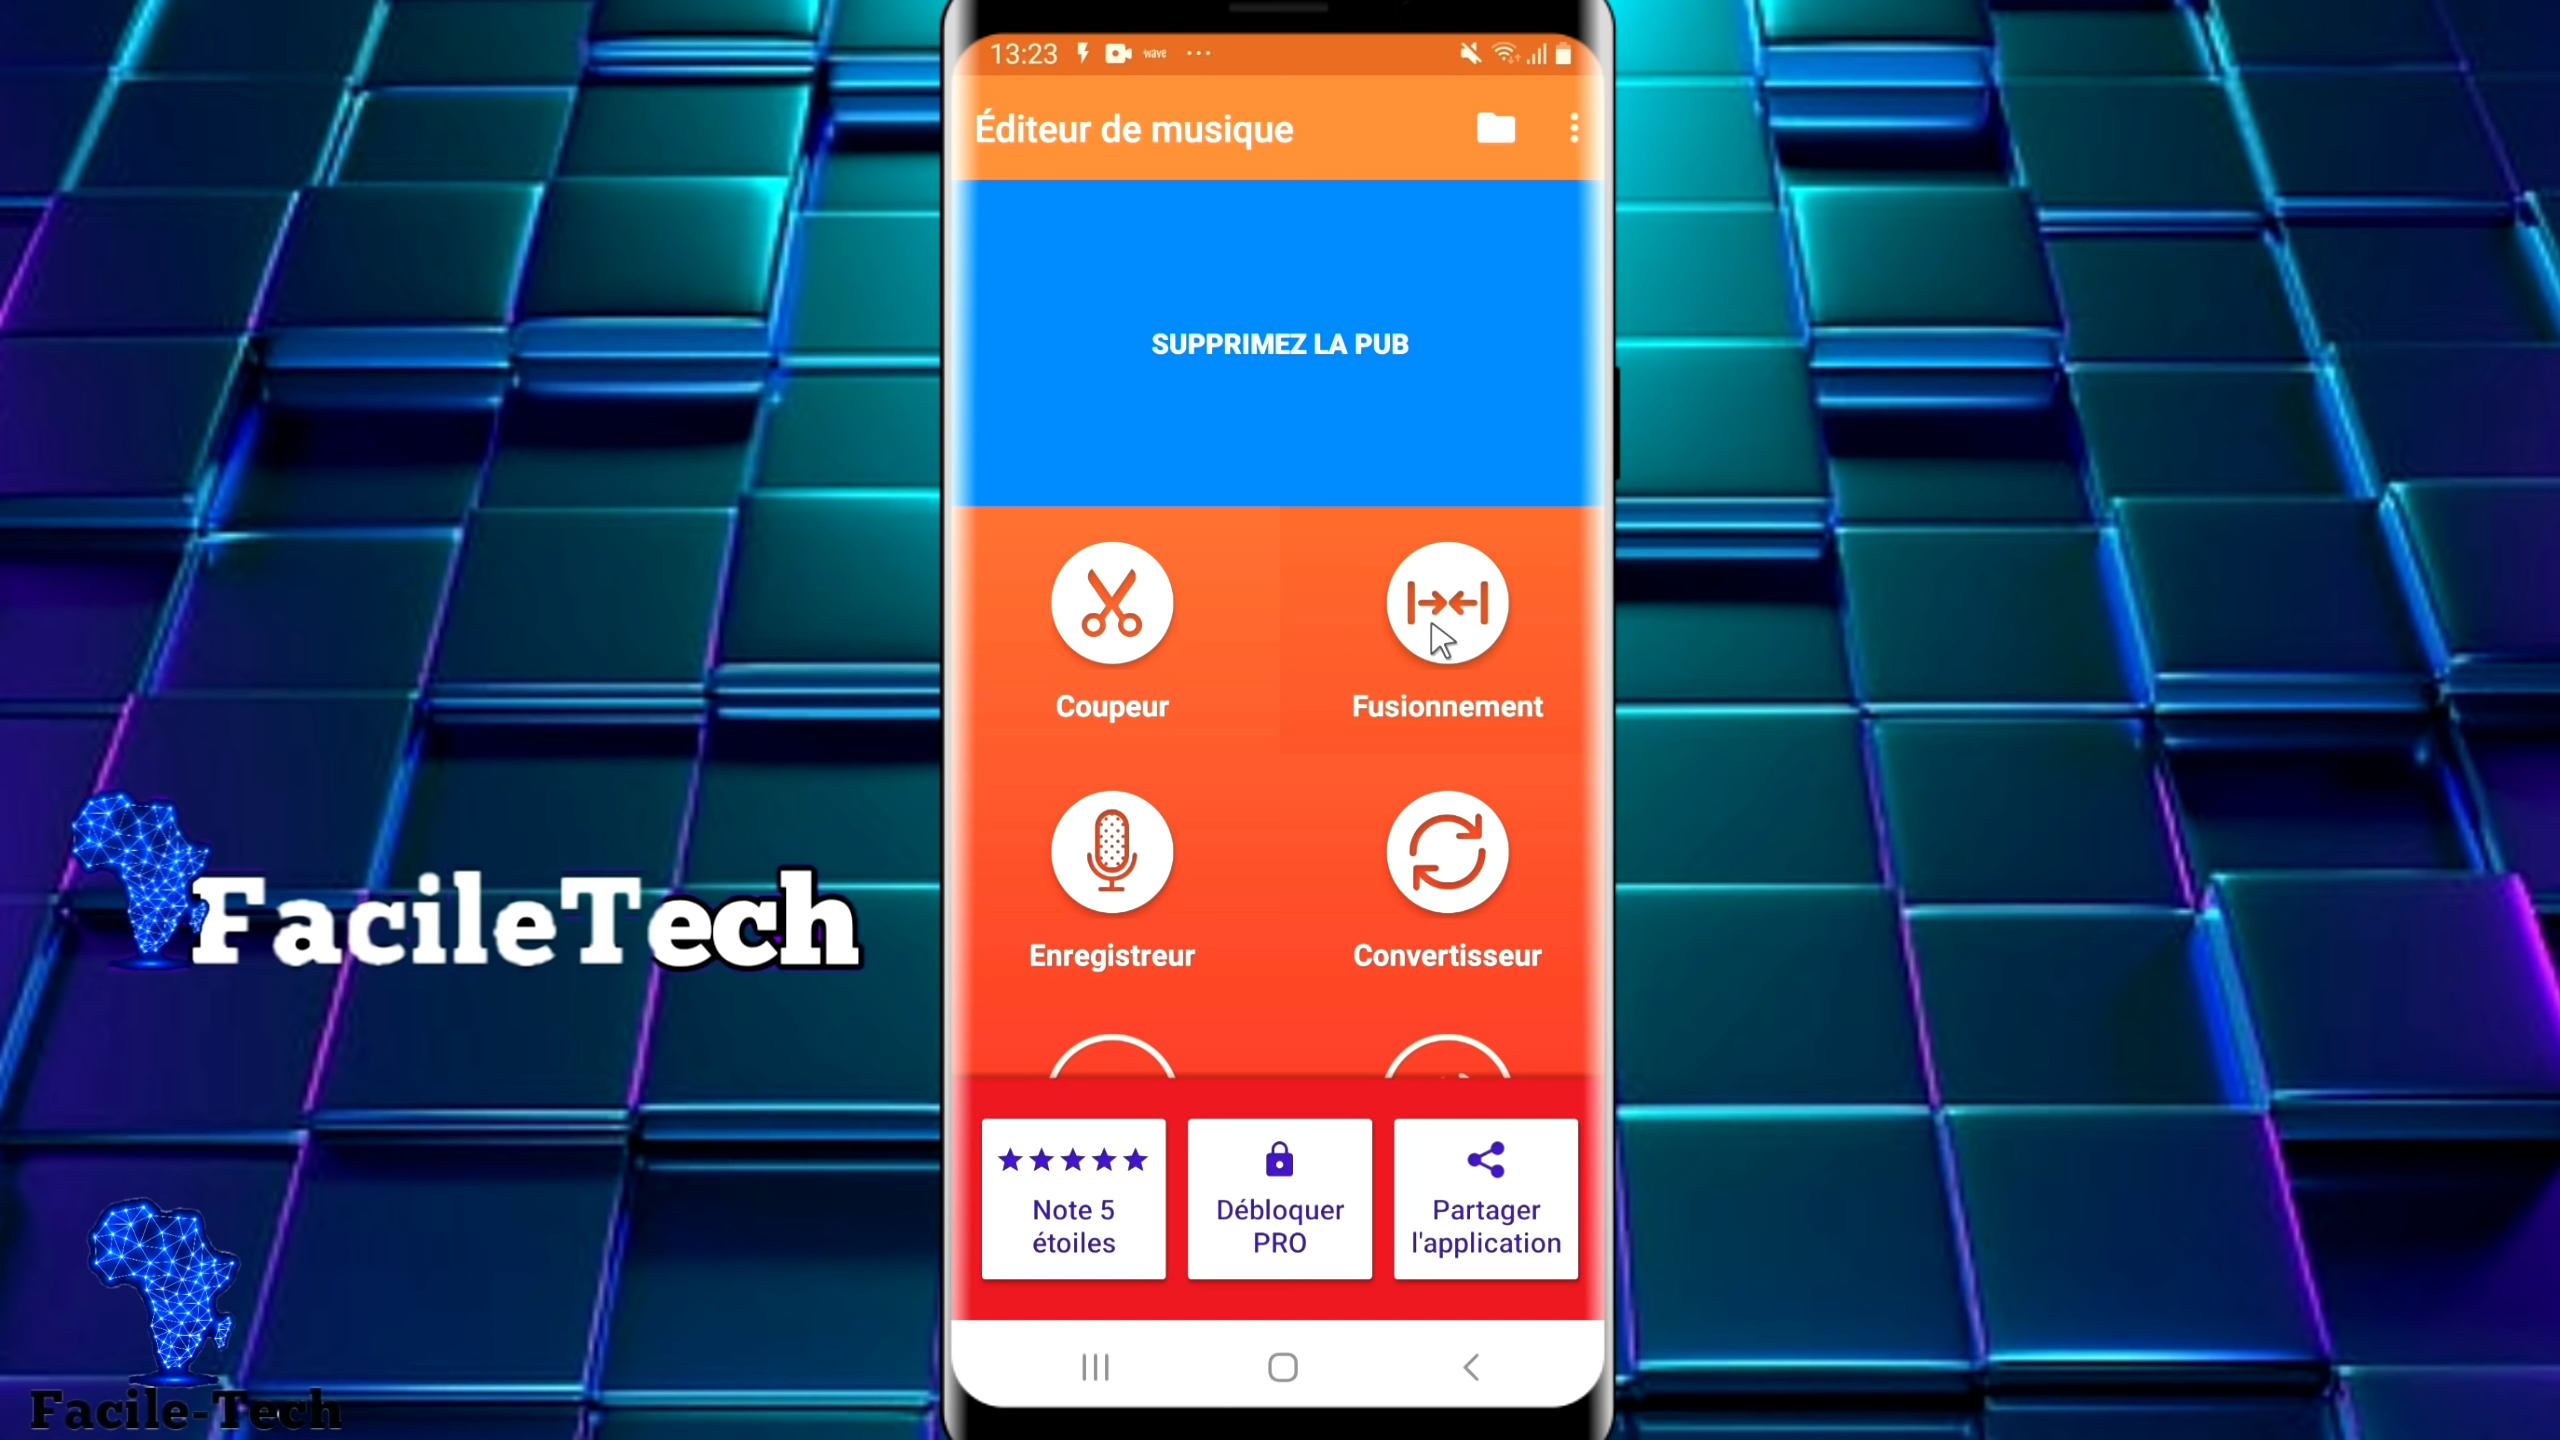 13:23
wave
Éditeur de musique
SUPPRIMEZ LA PUB
Coupeur
Fusionnement
Enregistreur
Convertisseur
Note 5
étoiles
Débloquer
PRO
Partager
l'application
FacileTech
Facile-Tech